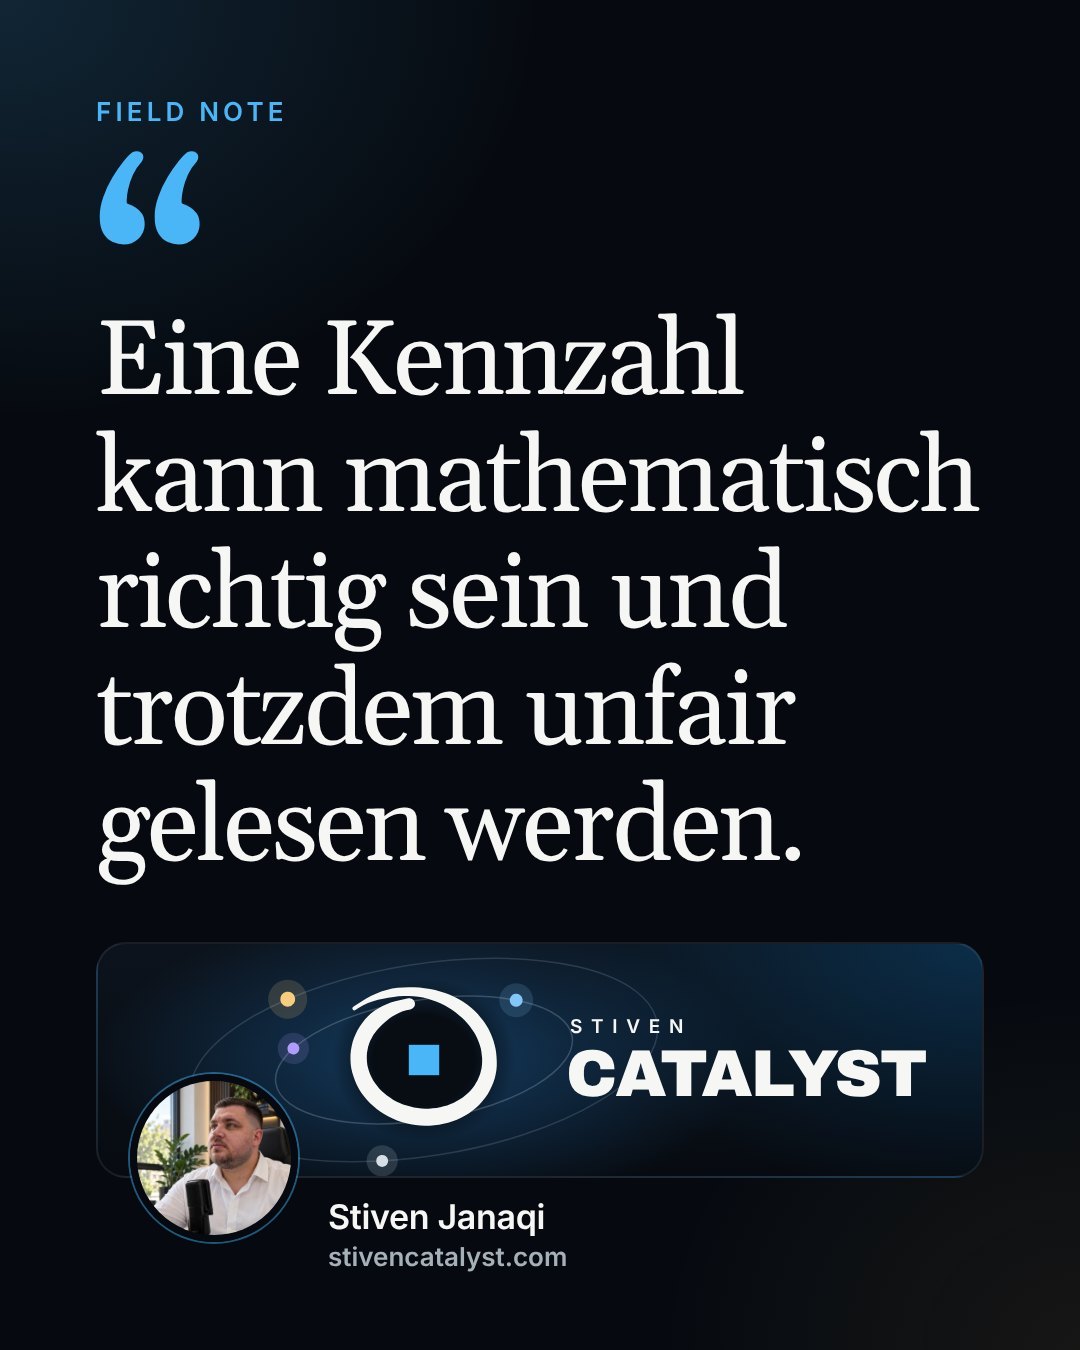 FIELD NOTE
“
Eine Kennzahl
kann mathematisch
richtig sein und
trotzdem unfair
gelesen werden.
STIVEN
CATALYST
Stiven Janaqi
stivencatalyst.com